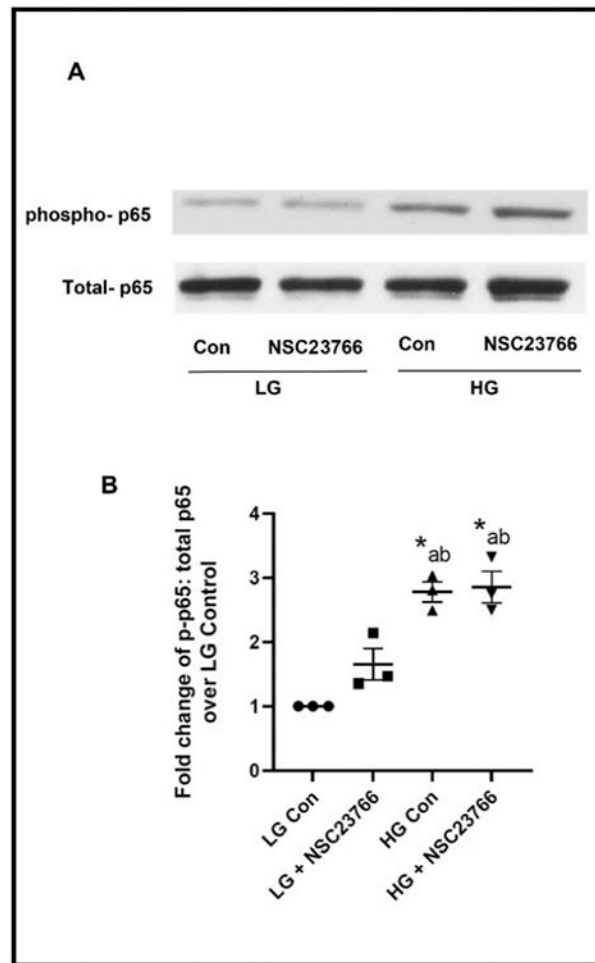 A
phospho- p65
Total- p65
Con NSC23766 Con NSC23766
LG HG
B
Fold change of p-p65: total p65
over LG Control
4
3
2
1
0
* ab
* ab
LG Con
LG + NSC23766
HG Con
HG + NSC23766